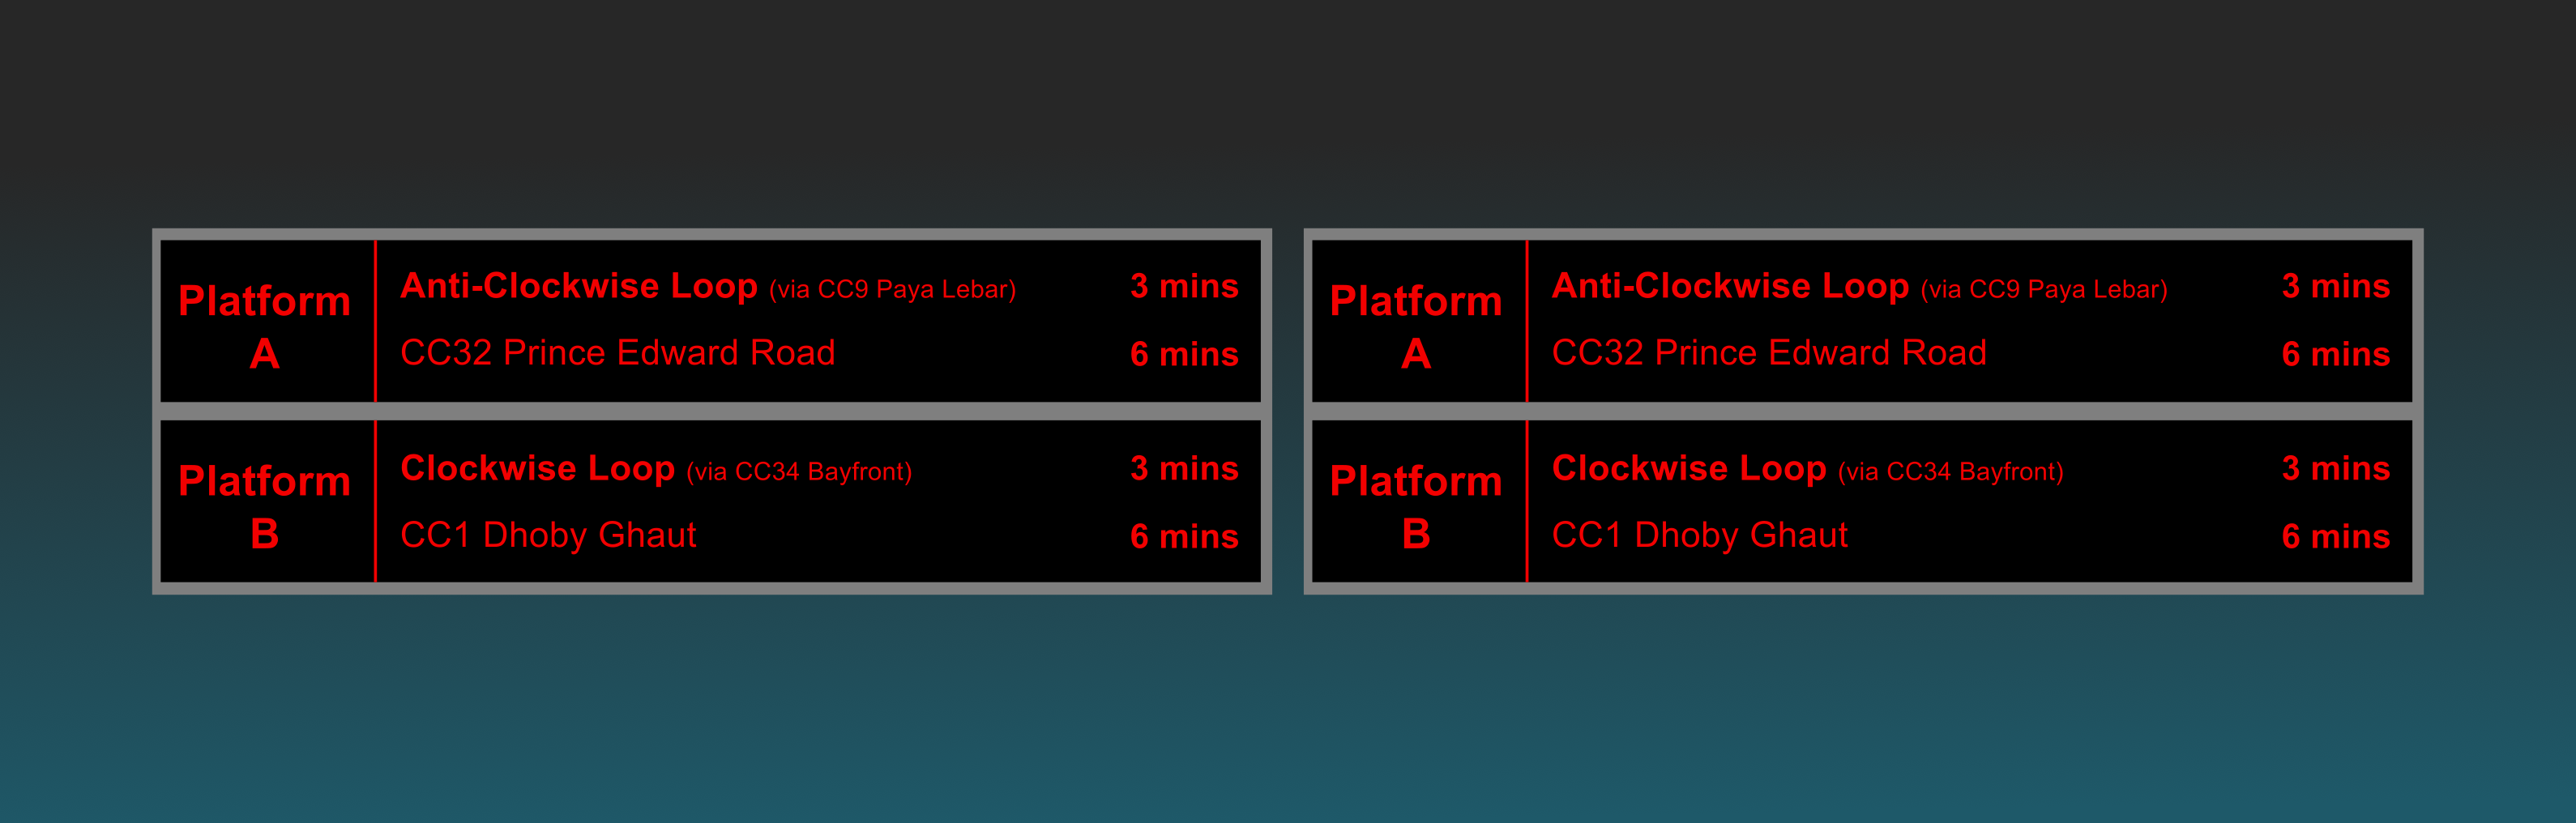 Platform
A
Anti-Clockwise Loop (via CC9 Paya Lebar) 3 mins
CC32 Prince Edward Road 6 mins
Platform
B
Clockwise Loop (via CC34 Bayfront) 3 mins
CC1 Dhoby Ghaut 6 mins
Platform
A
Anti-Clockwise Loop (via CC9 Paya Lebar) 3 mins
CC32 Prince Edward Road 6 mins
Platform
B
Clockwise Loop (via CC34 Bayfront) 3 mins
CC1 Dhoby Ghaut 6 mins